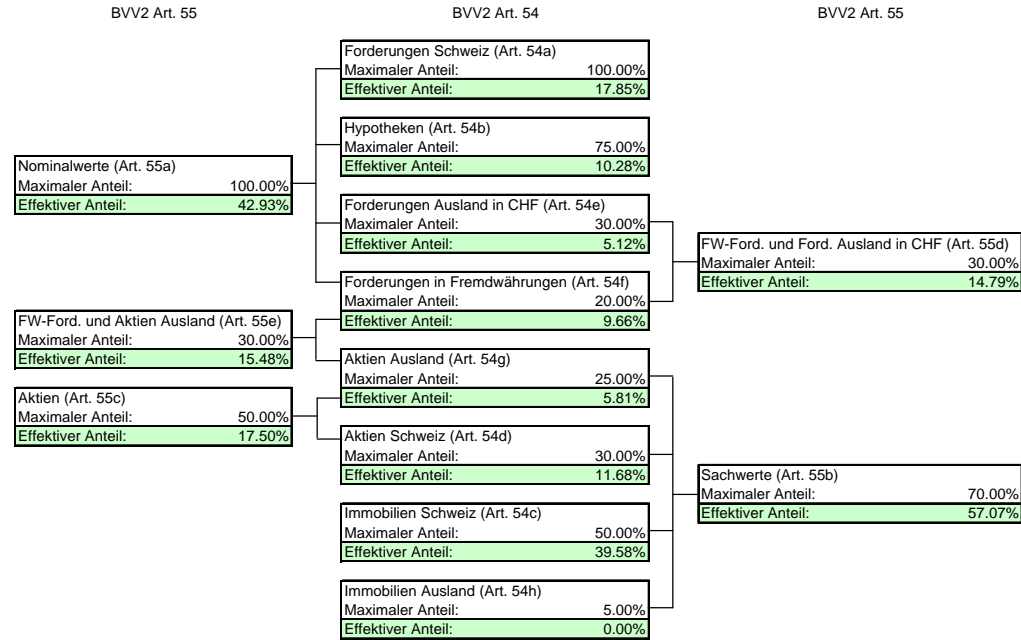 BVV2 Art. 55
BVV2 Art. 54
BVV2 Art. 55
Nominalwerte (Art. 55a)
Maximaler Anteil: 100.00%
Effektiver Anteil: 42.93%
FW-Ford. und Aktien Ausland (Art. 55e)
Maximaler Anteil: 30.00%
Effektiver Anteil: 15.48%
Aktien (Art. 55c)
Maximaler Anteil: 50.00%
Effektiver Anteil: 17.50%
Forderungen Schweiz (Art. 54a)
Maximaler Anteil: 100.00%
Effektiver Anteil: 17.85%
Hypotheken (Art. 54b)
Maximaler Anteil: 75.00%
Effektiver Anteil: 10.28%
Forderungen Ausland in CHF (Art. 54e)
Maximaler Anteil: 30.00%
Effektiver Anteil: 5.12%
Forderungen in Fremdwährungen (Art. 54f)
Maximaler Anteil: 20.00%
Effektiver Anteil: 9.66%
Aktien Ausland (Art. 54g)
Maximaler Anteil: 25.00%
Effektiver Anteil: 5.81%
Aktien Schweiz (Art. 54d)
Maximaler Anteil: 30.00%
Effektiver Anteil: 11.68%
Immobilien Schweiz (Art. 54c)
Maximaler Anteil: 50.00%
Effektiver Anteil: 39.58%
Immobilien Ausland (Art. 54h)
Maximaler Anteil: 5.00%
Effektiver Anteil: 0.00%
FW-Ford. und Ford. Ausland in CHF (Art. 55d)
Maximaler Anteil: 30.00%
Effektiver Anteil: 14.79%
Sachwerte (Art. 55b)
Maximaler Anteil: 70.00%
Effektiver Anteil: 57.07%